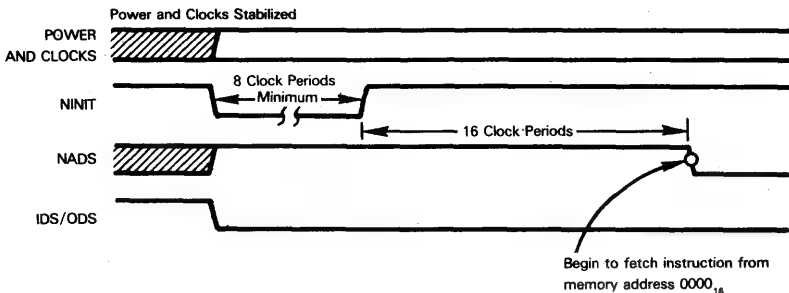 Power and Clocks Stabilized
POWER
AND CLOCKS
8 Clock Periods
Minimum
NINIT
16 Clock Periods
NADS
IDS/ODS
Begin to fetch instruction from
memory address 0000₁₆